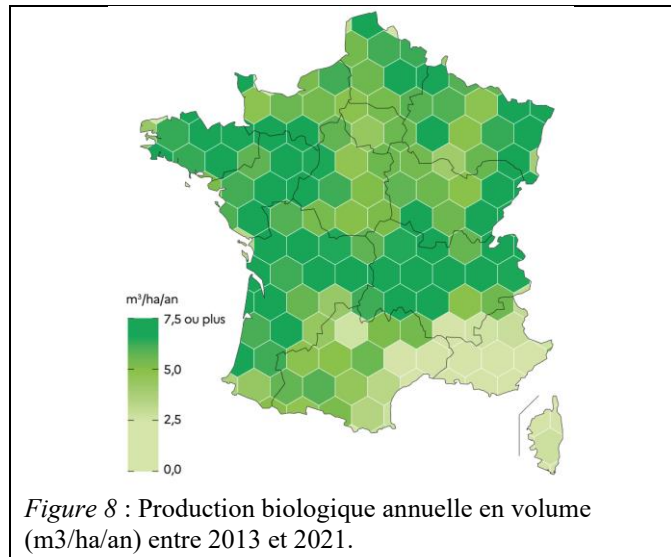 m³/ha/an
7,5 ou plus
5,0
2,5
0,0
Figure 8 : Production biologique annuelle en volume
(m3/ha/an) entre 2013 et 2021.